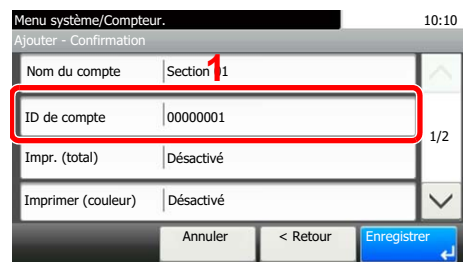 Menu système/Compteur. 10:10
Ajouter - Confirmation
Nom du compte Section 01
1
ID de compte 00000001
1/2
Impr. (total) Désactivé
Imprimer (couleur) Désactivé
Annuler < Retour Enregistrer